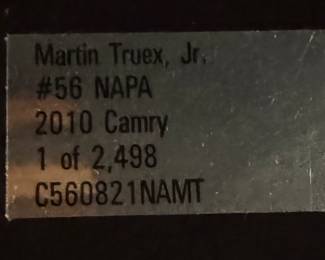 Martin Truex, Jr.
#56 NAPA
2010 Camry
1 of 2,498
C560821NAMT